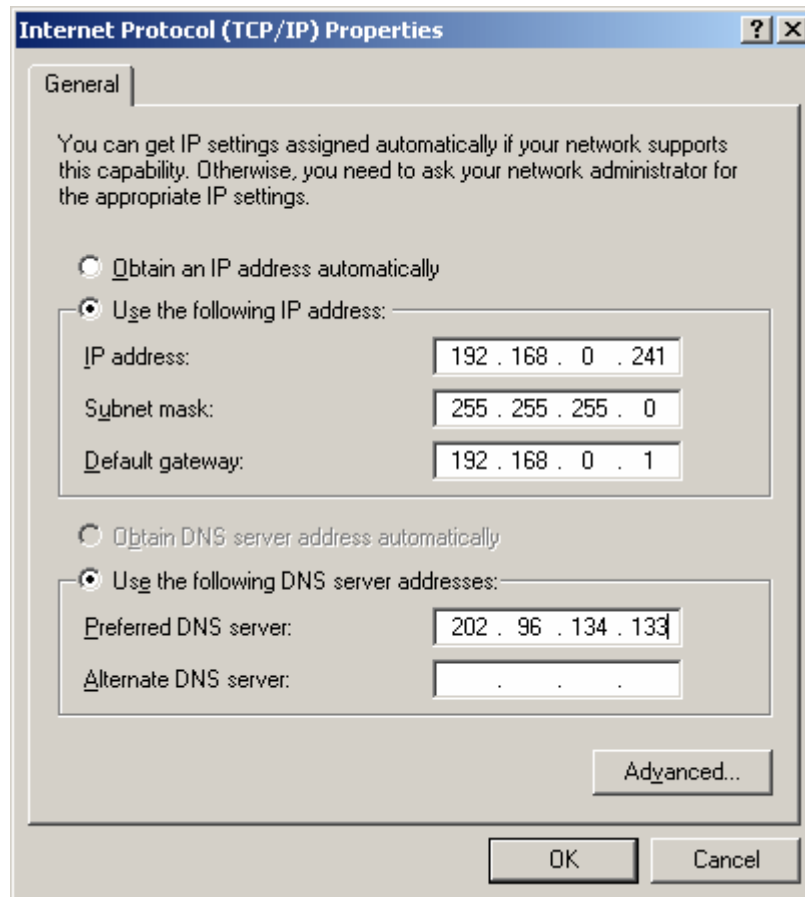 Internet Protocol (TCP/IP) Properties
General
You can get IP settings assigned automatically if your network supports
this capability. Otherwise, you need to ask your network administrator for
the appropriate IP settings.
Obtain an IP address automatically
Use the following IP address:
IP address: 192 . 168 . 0 . 241
Subnet mask: 255 . 255 . 255 . 0
Default gateway: 192 . 168 . 0 . 1
Obtain DNS server address automatically
Use the following DNS server addresses:
Preferred DNS server: 202 . 96 . 134 . 133
Alternate DNS server: . . .
Advanced...
OK Cancel